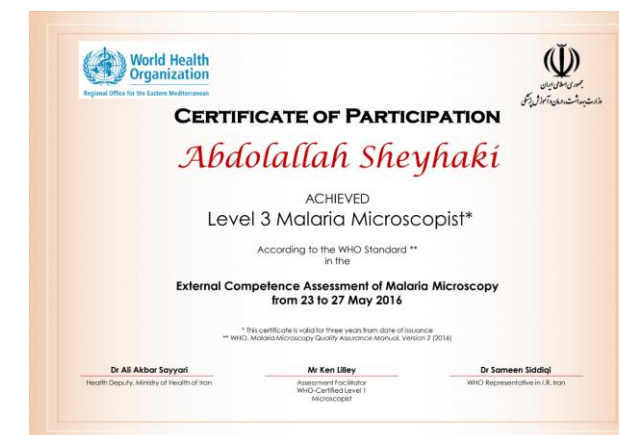 World Health
Organization
Regional Office for the Eastern Mediterranean
جمهوری اسلامی ایران
وزارت بهداشت، درمان و آموزش پزشکی
CERTIFICATE OF PARTICIPATION
Abdolallah Sheyhaki
ACHIEVED
Level 3 Malaria Microscopist*
According to the WHO Standard **
in the
External Competence Assessment of Malaria Microscopy
from 23 to 27 May 2016
* This certificate is valid for three years from date of issuance
** WHO. Malaria Microscopy Quality Assurance Manual, Version 2 (2016)
Dr Ali Akbar Sayyari
Health Deputy, Ministry of Health of Iran
Mr Ken Lilley
Assessment Facilitator
WHO-Certified Level 1
Microscopist
Dr Sameen Siddiqi
WHO Representative in I.R. Iran